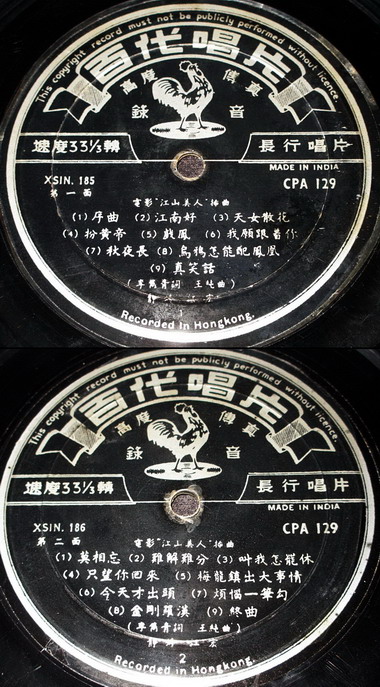 This copyright record must not be publicly performed without licence.
百代唱片
高度 傳真
錄 音
速度33⅓轉 長行唱片
MADE IN INDIA
XSIN. 185 CPA 129
第一面
電影"江山美人"插曲
(1) 序曲 (2) 江南好 (3) 天女散花
(4) 扮黃帝 (5) 戲鳳 (6) 我願跟着你
(7) 秋夜長 (8) 烏鴉怎能配鳳凰
(9) 真笑話
(李雋青詞 王純曲)
Recorded in Hongkong.
This copyright record must not be publicly performed without licence.
百代唱片
高度 傳真
錄 音
速度33⅓轉 長行唱片
MADE IN INDIA
XSIN. 186 CPA 129
第二面
電影"江山美人"插曲
(1) 莫相忘 (2) 難解難分 (3) 叫我怎罷休
(4) 只望你回來 (5) 梅龍鎮出大事情
(6) 今天才出頭 (7) 煩惱一筆勾
(8) 金剛羅漢 (9) 終曲
(李雋青詞 王純曲)
2
Recorded in Hongkong.